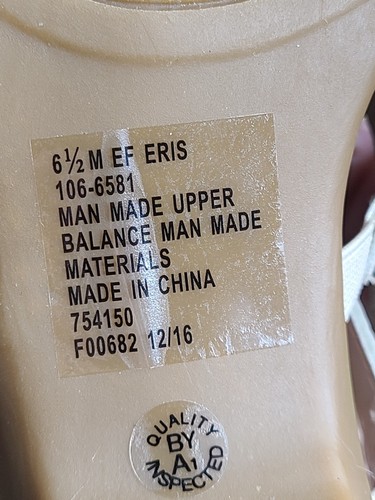 6½ M EF ERIS
106-6581
MAN MADE UPPER
BALANCE MAN MADE
MATERIALS
MADE IN CHINA
754150
F00682 12/16
QUALITY
BY
A1
INSPECTED